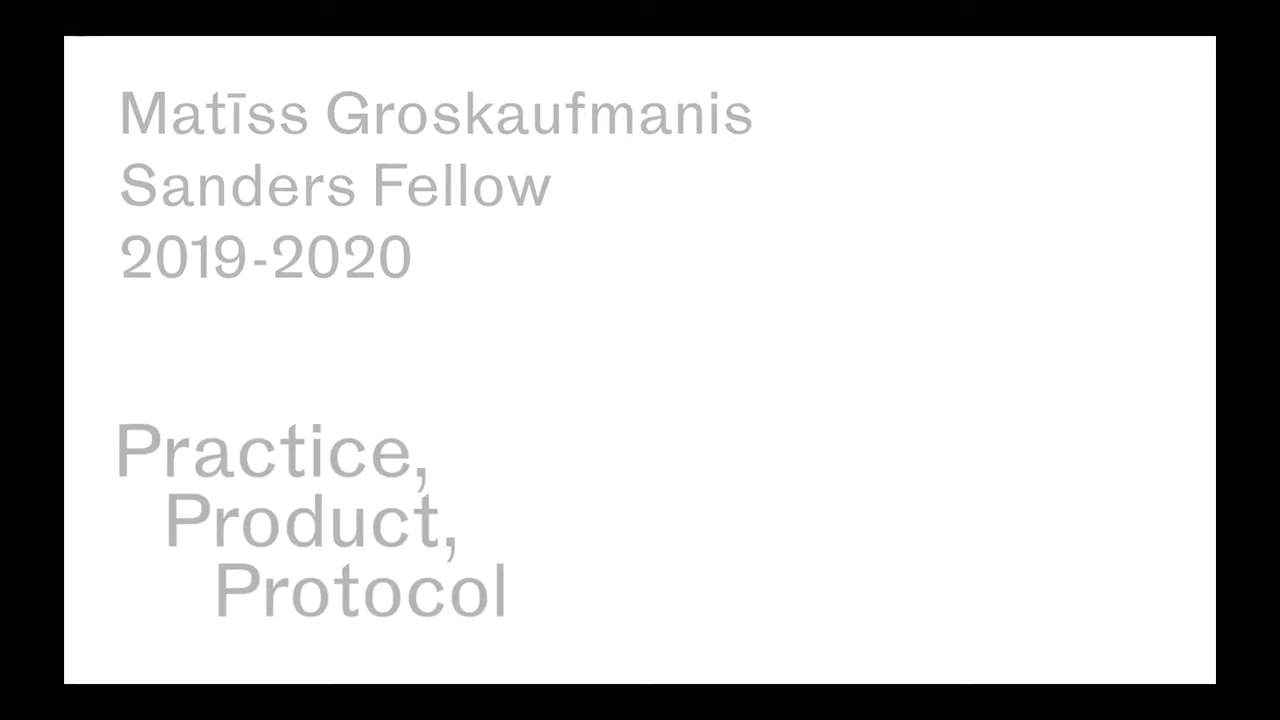 Matīss Groskaufmanis
Sanders Fellow
2019-2020
Practice,
Product,
Protocol